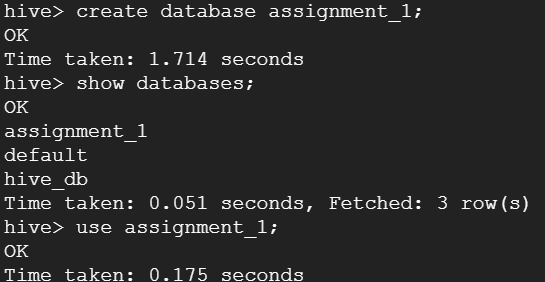 hive> create database assignment_1;
OK
Time taken: 1.714 seconds
hive> show databases;
OK
assignment_1
default
hive_db
Time taken: 0.051 seconds, Fetched: 3 row(s)
hive> use assignment_1;
OK
Time taken: 0.175 seconds